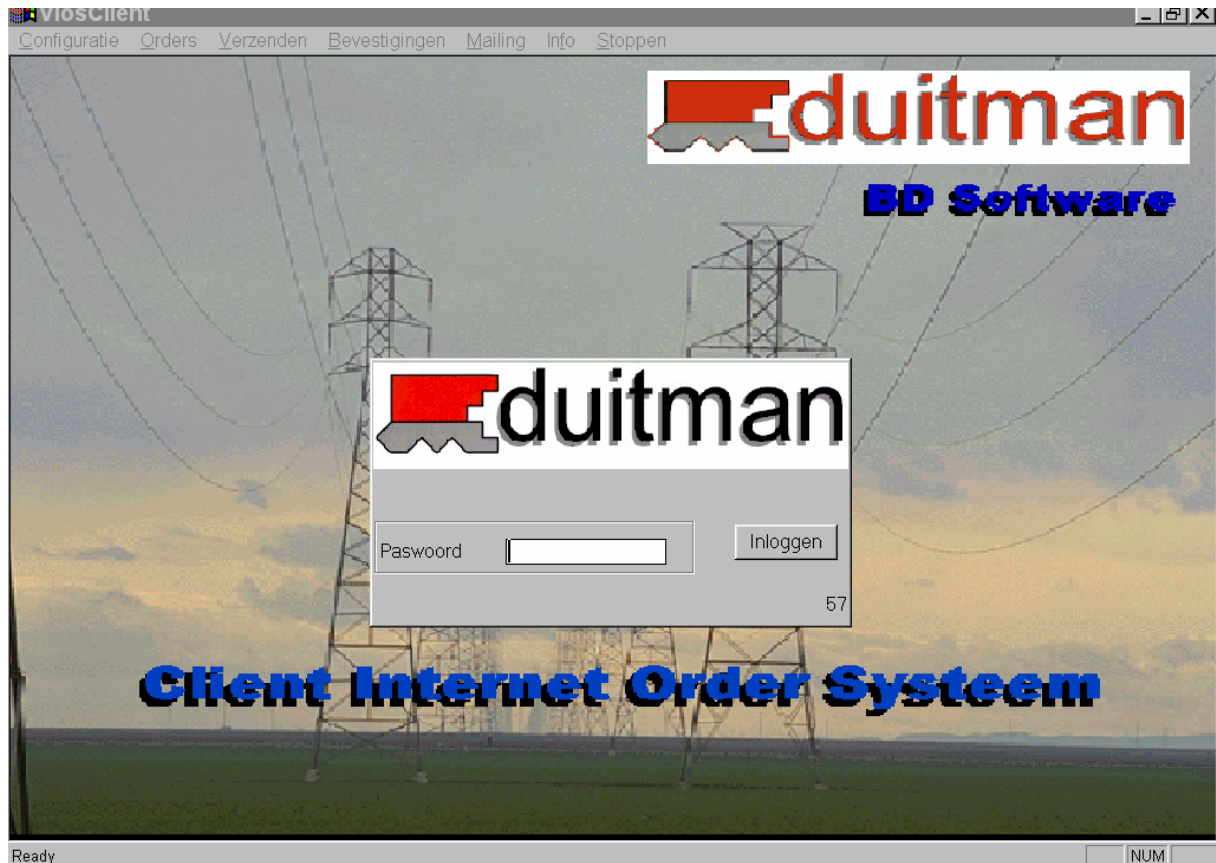 VlosClient
Configuratie Orders Verzenden Bevestigingen Mailing Info Stoppen
duitman
BD Software
duitman
Paswoord
Inloggen
57
Client Internet Order Systeem
Ready NUM